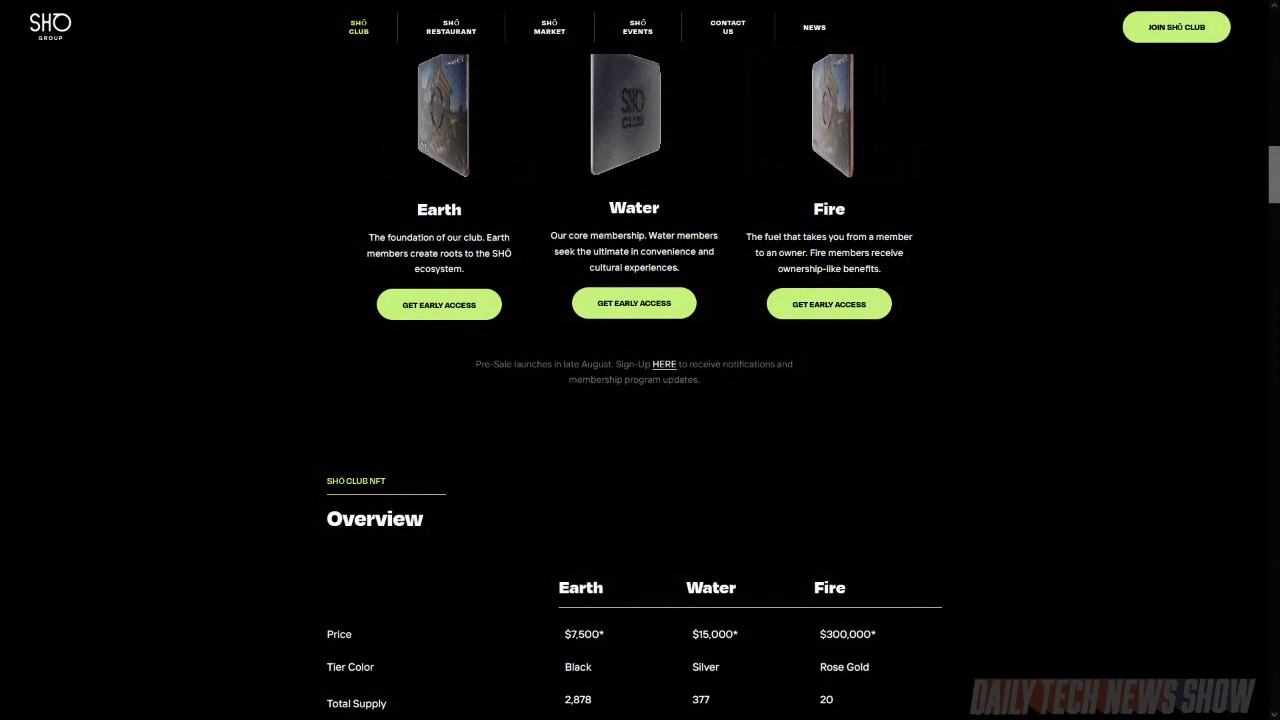 SHŌ
GROUP
SHŌ
CLUB
SHŌ
RESTAURANT
SHŌ
MARKET
SHŌ
EVENTS
CONTACT
US
NEWS
JOIN SHŌ CLUB
SHŌ
CLUB
Earth
The foundation of our club. Earth
members create roots to the SHŌ
ecosystem.
GET EARLY ACCESS
Water
Our core membership. Water members
seek the ultimate in convenience and
cultural experiences.
GET EARLY ACCESS
Fire
The fuel that takes you from a member
to an owner. Fire members receive
ownership-like benefits.
GET EARLY ACCESS
Pre-Sale launches in late August. Sign-Up HERE to receive notifications and
membership program updates.
SHŌ CLUB NFT
Overview
Earth Water Fire
Price $7,500* $15,000* $300,000*
Tier Color Black Silver Rose Gold
Total Supply 2,878 377 20
DAILY TECH NEWS SHOW